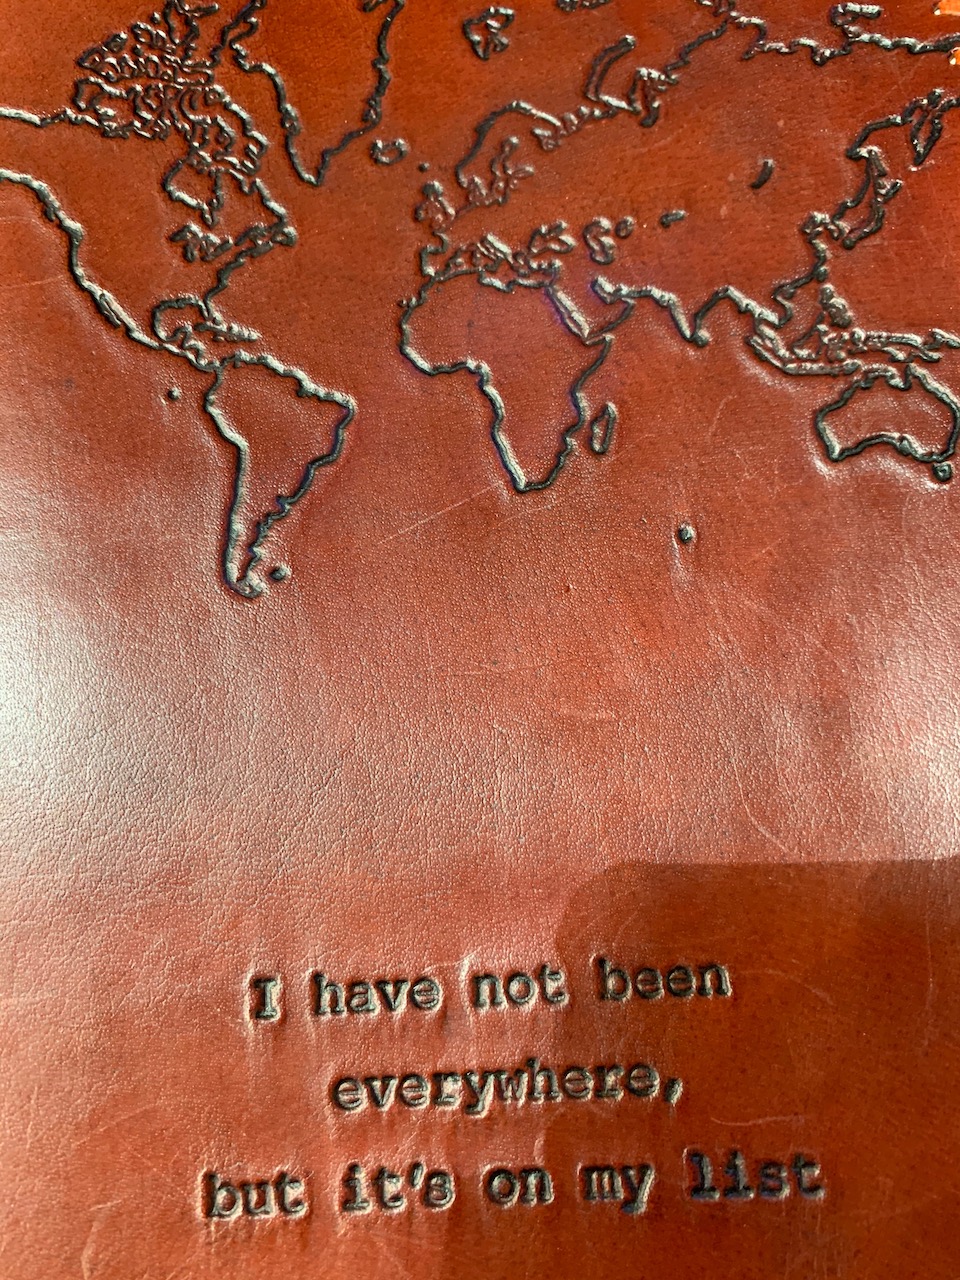 I have not been
everywhere,
but it's on my list